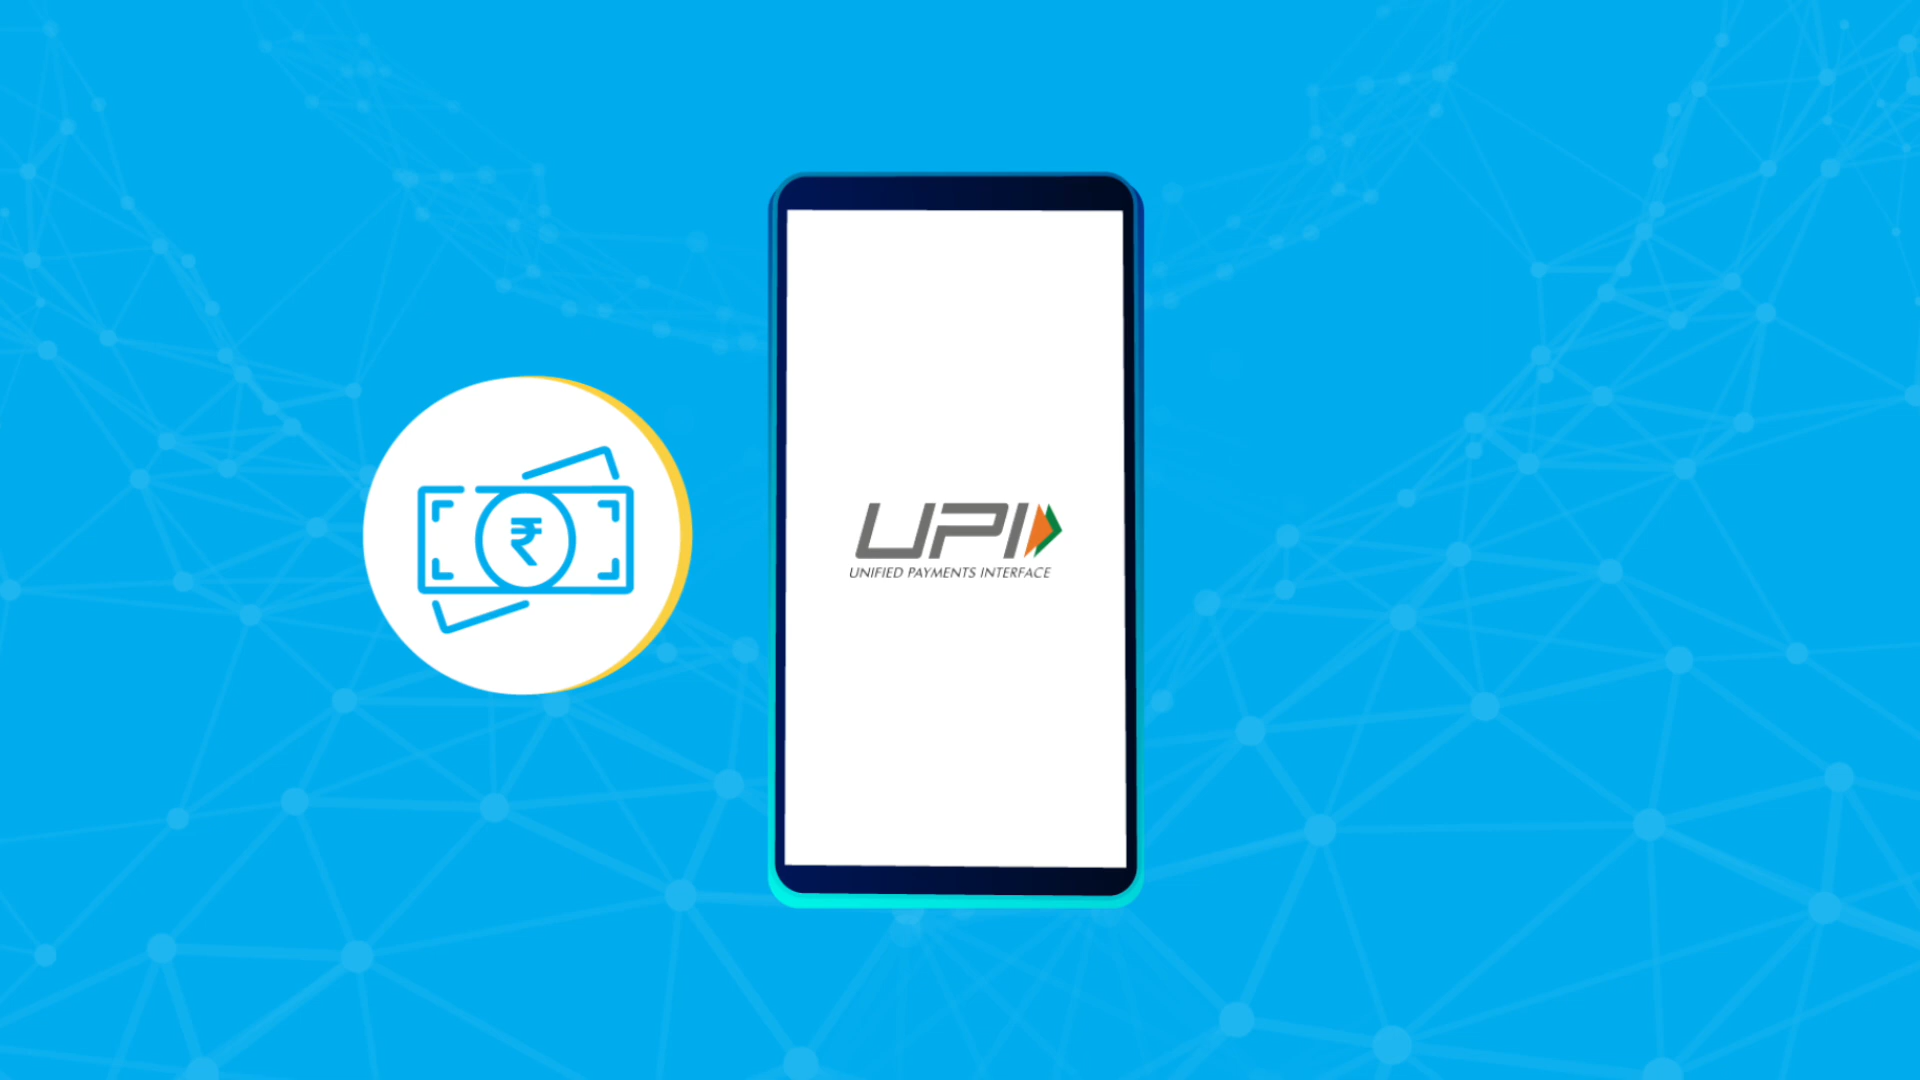 ₹
UPI
UNIFIED PAYMENTS INTERFACE